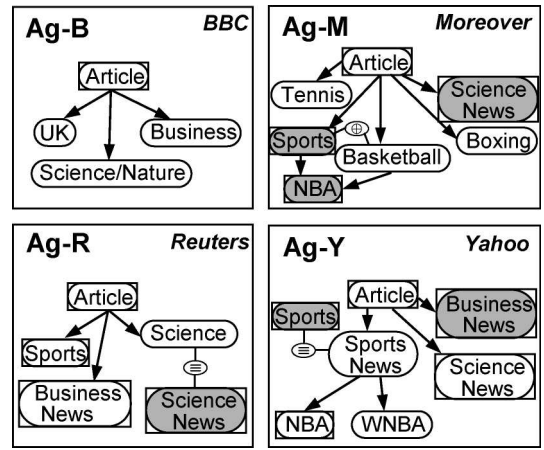 Ag-B
BBC
Article
UK
Business
Science/Nature
Ag-M
Moreover
Article
Tennis
Science
News
Sports
⊕
Boxing
Basketball
NBA
Ag-R
Reuters
Article
Science
Sports
≡
Business
News
Science
News
Ag-Y
Yahoo
Article
Business
News
Sports
≡
Sports
News
Science
News
NBA
WNBA